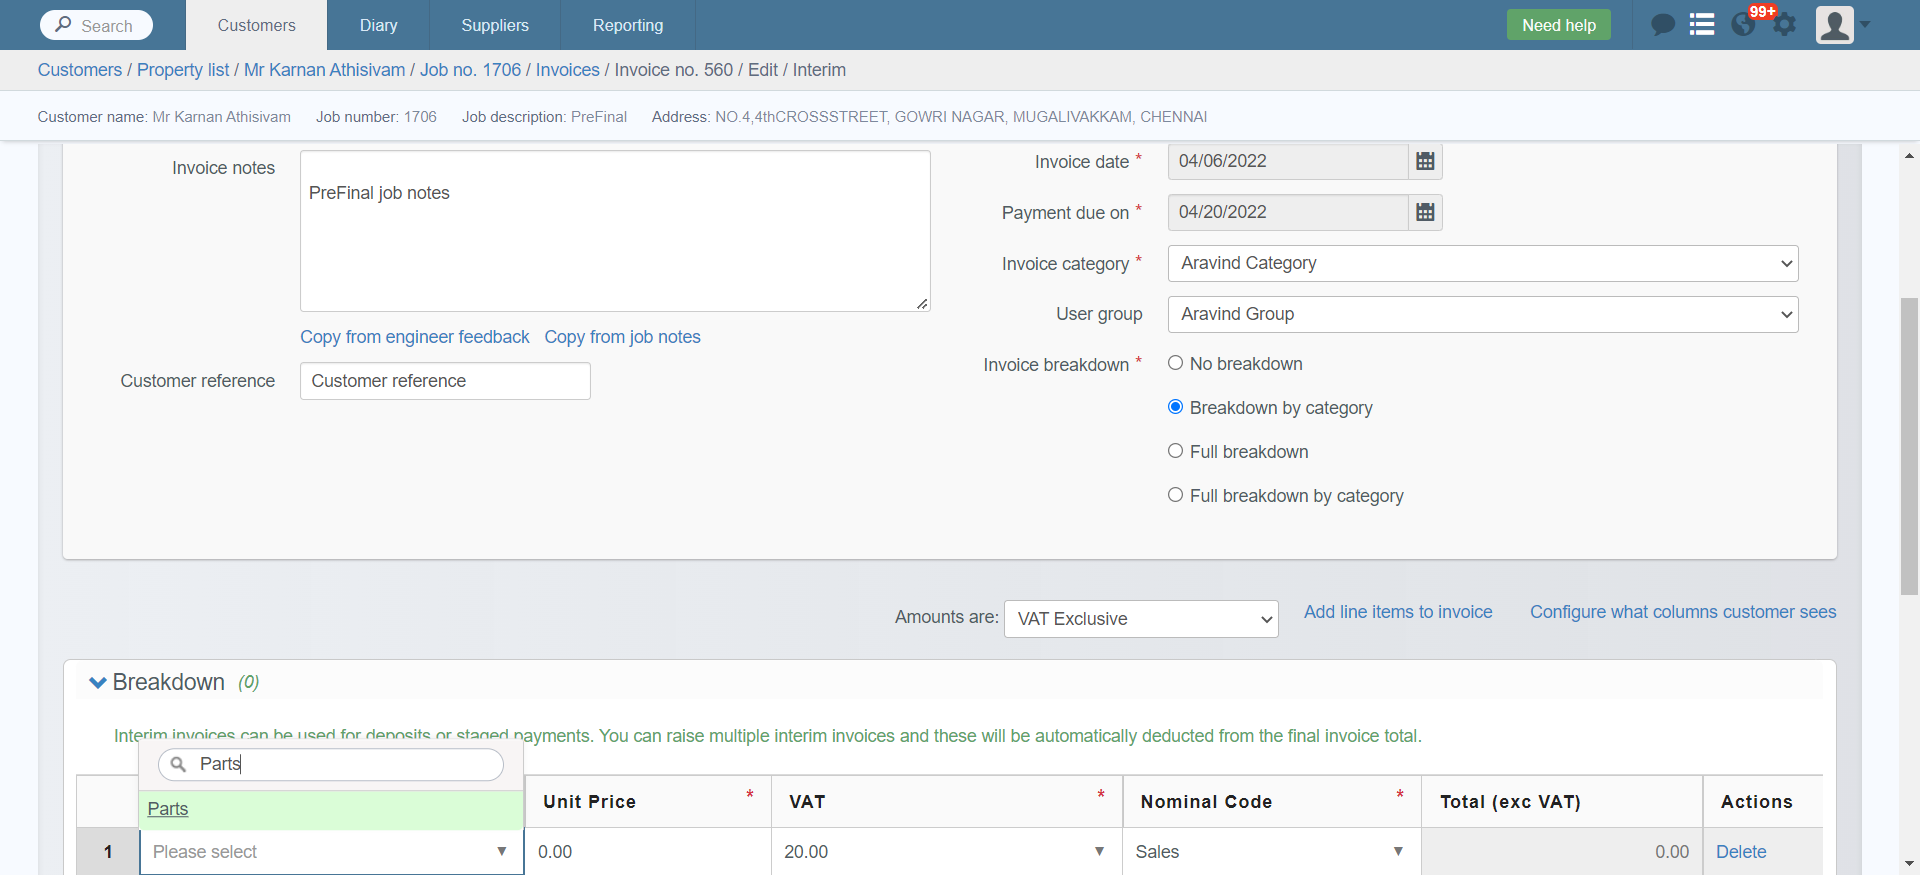 Search
Customers
Diary
Suppliers
Reporting
Need help
99+
Customers / Property list / Mr Karnan Athisivam / Job no. 1706 / Invoices / Invoice no. 560 / Edit / Interim
Customer name: Mr Karnan Athisivam Job number: 1706 Job description: PreFinal Address: NO.4,4thCROSSSTREET, GOWRI NAGAR, MUGALIVAKKAM, CHENNAI
Invoice notes
PreFinal job notes
Copy from engineer feedback Copy from job notes
Customer reference
Customer reference
Invoice date *
04/06/2022
Payment due on *
04/20/2022
Invoice category *
Aravind Category
User group
Aravind Group
Invoice breakdown *
No breakdown
Breakdown by category
Full breakdown
Full breakdown by category
Amounts are:
VAT Exclusive
Add line items to invoice
Configure what columns customer sees
Breakdown (0)
Interim invoices can be used for deposits or staged payments. You can raise multiple interim invoices and these will be automatically deducted from the final invoice total.
Parts
Parts
Unit Price * VAT * Nominal Code * Total (exc VAT) Actions
1 Please select 0.00 20.00 Sales 0.00 Delete